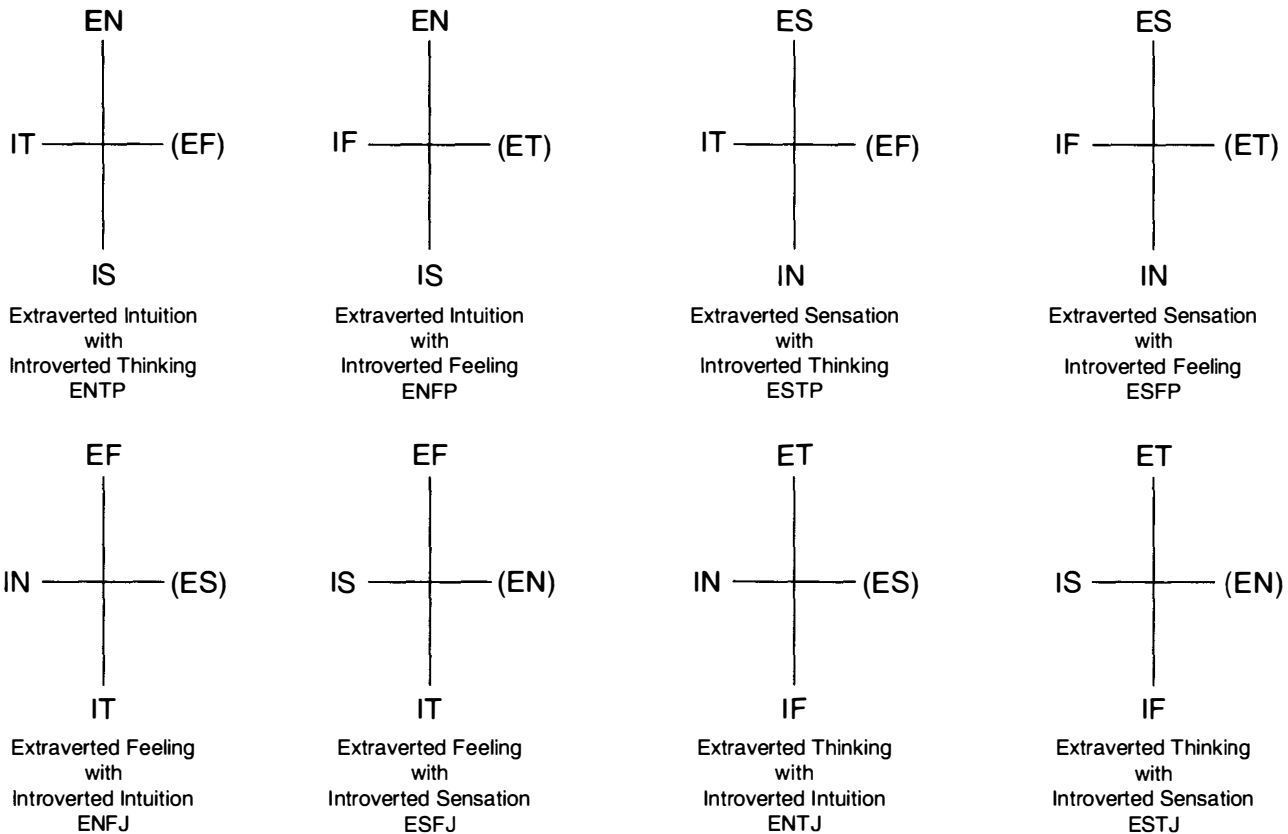 EN
IT (EF)
IS
Extraverted Intuition
with
Introverted Thinking
ENTP
EN
IF (ET)
IS
Extraverted Intuition
with
Introverted Feeling
ENFP
ES
IT (EF)
IN
Extraverted Sensation
with
Introverted Thinking
ESTP
ES
IF (ET)
IN
Extraverted Sensation
with
Introverted Feeling
ESFP
EF
IN (ES)
IT
Extraverted Feeling
with
Introverted Intuition
ENFJ
EF
IS (EN)
IT
Extraverted Feeling
with
Introverted Sensation
ESFJ
ET
IN (ES)
IF
Extraverted Thinking
with
Introverted Intuition
ENTJ
ET
IS (EN)
IF
Extraverted Thinking
with
Introverted Sensation
ESTJ